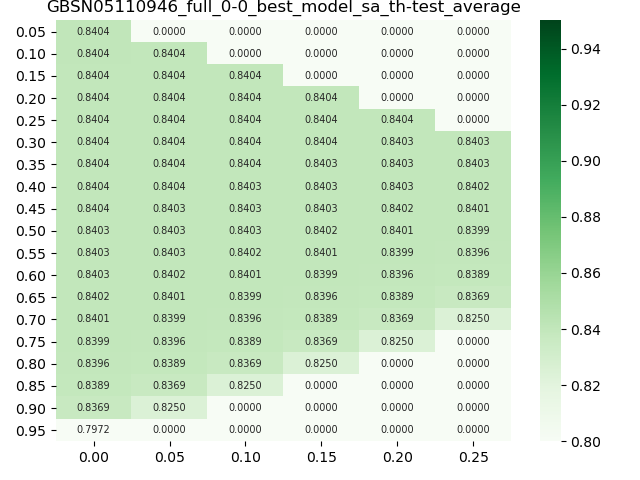 GBSN05110946_full_0-0_best_model_sa_th-test_average
0.05 0.8404 0.0000 0.0000 0.0000 0.0000 0.0000
0.10 0.8404 0.8404 0.0000 0.0000 0.0000 0.0000
0.15 0.8404 0.8404 0.8404 0.0000 0.0000 0.0000
0.20 0.8404 0.8404 0.8404 0.8404 0.0000 0.0000
0.25 0.8404 0.8404 0.8404 0.8404 0.8404 0.0000
0.30 0.8404 0.8404 0.8404 0.8404 0.8403 0.8403
0.35 0.8404 0.8404 0.8404 0.8403 0.8403 0.8403
0.40 0.8404 0.8404 0.8403 0.8403 0.8403 0.8402
0.45 0.8404 0.8403 0.8403 0.8403 0.8402 0.8401
0.50 0.8403 0.8403 0.8403 0.8402 0.8401 0.8399
0.55 0.8403 0.8403 0.8402 0.8401 0.8399 0.8396
0.60 0.8403 0.8402 0.8401 0.8399 0.8396 0.8389
0.65 0.8402 0.8401 0.8399 0.8396 0.8389 0.8369
0.70 0.8401 0.8399 0.8396 0.8389 0.8369 0.8250
0.75 0.8399 0.8396 0.8389 0.8369 0.8250 0.0000
0.80 0.8396 0.8389 0.8369 0.8250 0.0000 0.0000
0.85 0.8389 0.8369 0.8250 0.0000 0.0000 0.0000
0.90 0.8369 0.8250 0.0000 0.0000 0.0000 0.0000
0.95 0.7972 0.0000 0.0000 0.0000 0.0000 0.0000
0.00 0.05 0.10 0.15 0.20 0.25
0.94
0.92
0.90
0.88
0.86
0.84
0.82
0.80